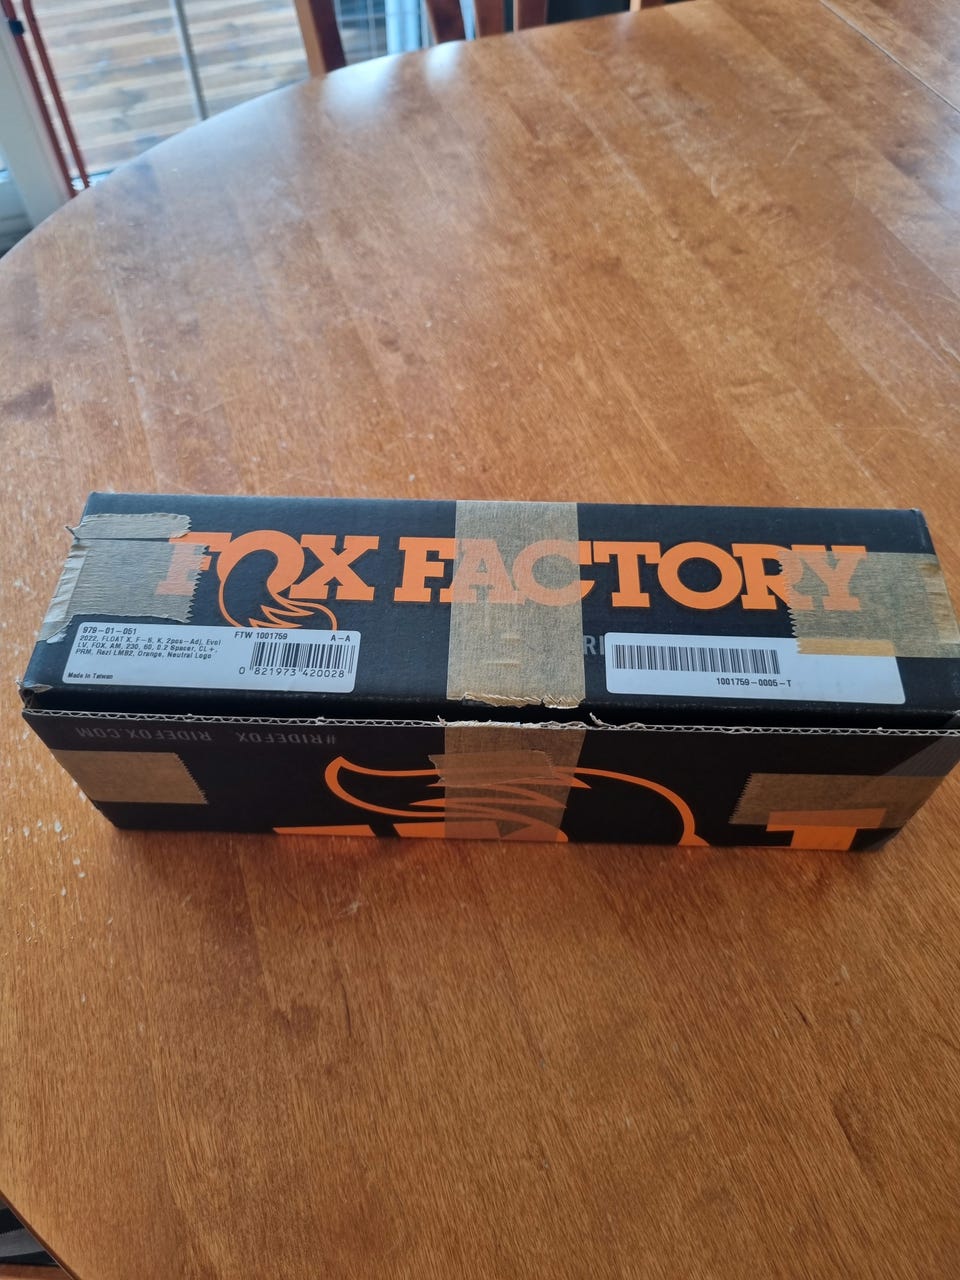 FOX FACTORY
979-01-051
FTW 1001759
A-A
2022, FLOAT X, F-S, K, 2pos-Adj, Evol
LV, FOX, AM, 230, 60, 0.2 Spacer, CL+,
PRM, Rezi LMB2, Orange, Neutral Logo
Made in Taiwan
0 821973 420028
1001759-0005-T
#RIDEFOX RIDEFOX.COM